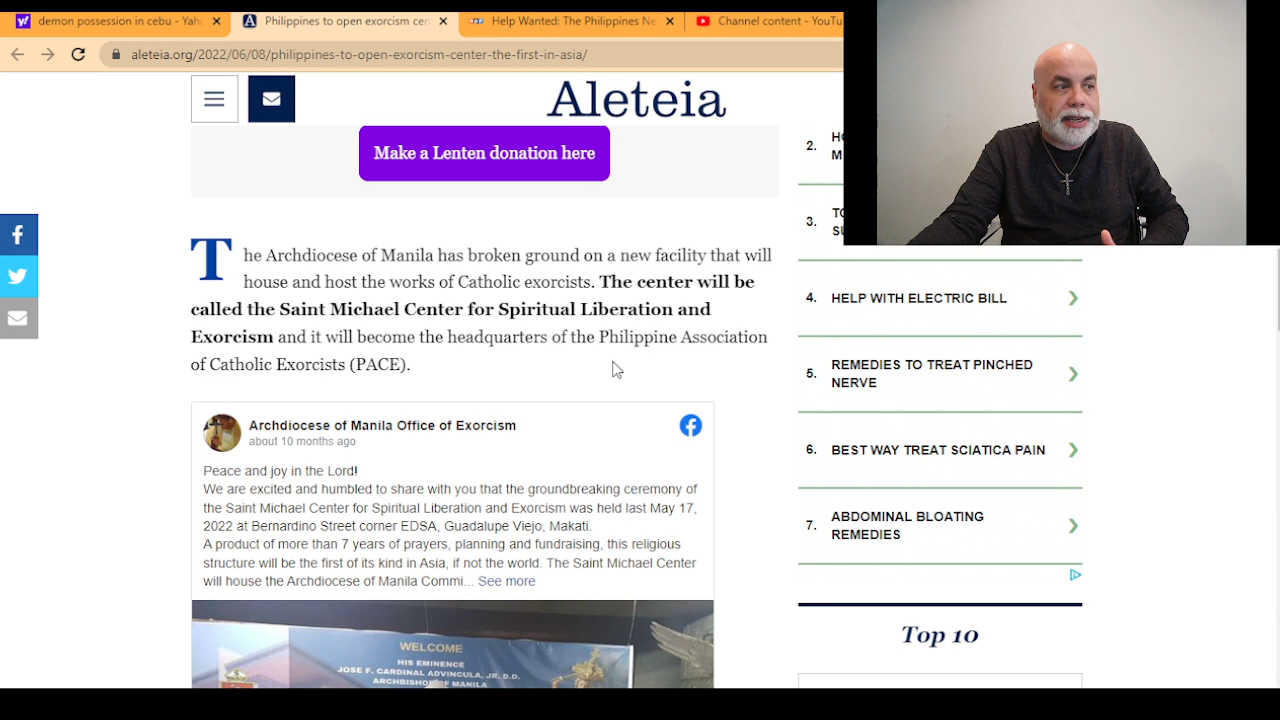 demon possession in cebu - Yah
Philippines to open exorcism cen
Help Wanted: The Philippines Ne
Channel content - YouTu
aleteia.org/2022/06/08/philippines-to-open-exorcism-center-the-first-in-asia/
Aleteia
Make a Lenten donation here
The Archdiocese of Manila has broken ground on a new facility that will
house and host the works of Catholic exorcists. The center will be
called the Saint Michael Center for Spiritual Liberation and
Exorcism and it will become the headquarters of the Philippine Association
of Catholic Exorcists (PACE).
Archdiocese of Manila Office of Exorcism
about 10 months ago
Peace and joy in the Lord!
We are excited and humbled to share with you that the groundbreaking ceremony of
the Saint Michael Center for Spiritual Liberation and Exorcism was held last May 17,
2022 at Bernardino Street corner EDSA, Guadalupe Viejo, Makati.
A product of more than 7 years of prayers, planning and fundraising, this religious
structure will be the first of its kind in Asia, if not the world. The Saint Michael Center
will house the Archdiocese of Manila Commi... See more
WELCOME
HIS EMINENCE
JOSE F. CARDINAL ADVINCULA, JR. D.D.
ARCHBISHOP OF MANILA
2. HO
M
3. TO
SU
4. HELP WITH ELECTRIC BILL
5. REMEDIES TO TREAT PINCHED
NERVE
6. BEST WAY TREAT SCIATICA PAIN
7. ABDOMINAL BLOATING
REMEDIES
Top 10